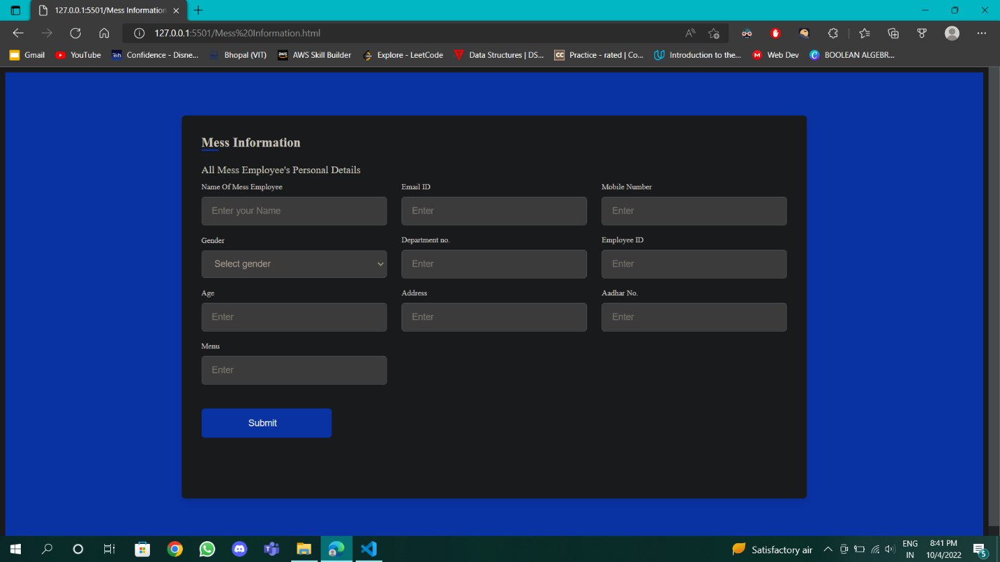 127.0.0.1:5501/Mess Information
127.0.0.1:5501/Mess%20Information.html
Gmail YouTube Confidence - Disne... Bhopal (VIT) AWS Skill Builder Explore - LeetCode Data Structures | DS... Practice - rated | Co... Introduction to the... Web Dev BOOLEAN ALGEBR...
Mess Information
All Mess Employee's Personal Details
Name Of Mess Employee Email ID Mobile Number
Enter your Name Enter Enter
Gender Department no. Employee ID
Select gender Enter Enter
Age Address Aadhar No.
Enter Enter Enter
Menu
Enter
Submit
Satisfactory air ENG 8:41 PM
IN 10/4/2022 5